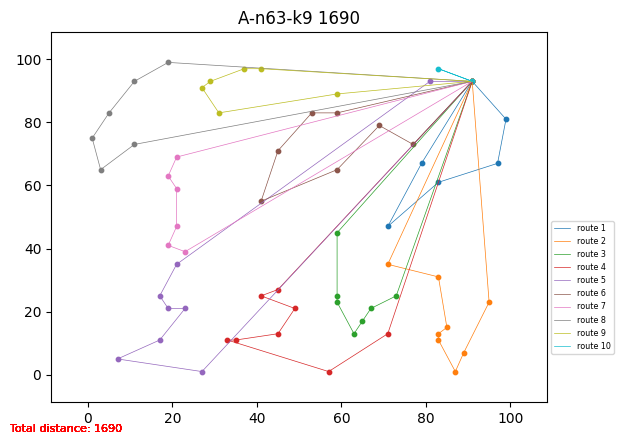 A-n63-k9 1690
100
80
60
40
20
0
0 20 40 60 80 100
route 1
route 2
route 3
route 4
route 5
route 6
route 7
route 8
route 9
route 10
Total distance: 1690